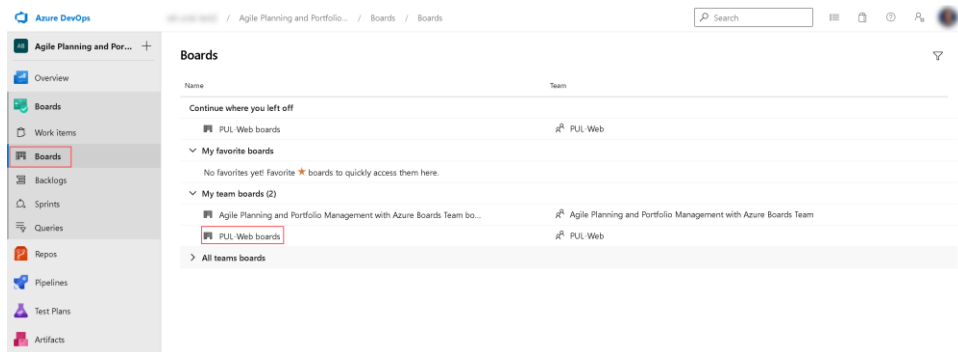 Azure DevOps
/ Agile Planning and Portfolio... / Boards / Boards
Search
AB Agile Planning and Por... +
Overview
Boards
Work items
Boards
Backlogs
Sprints
Queries
Repos
Pipelines
Test Plans
Artifacts
Boards
Name Team
Continue where you left off
PUL-Web boards PUL-Web
My favorite boards
No favorites yet! Favorite ★ boards to quickly access them here.
My team boards (2)
Agile Planning and Portfolio Management with Azure Boards Team bo... Agile Planning and Portfolio Management with Azure Boards Team
PUL-Web boards PUL-Web
All teams boards